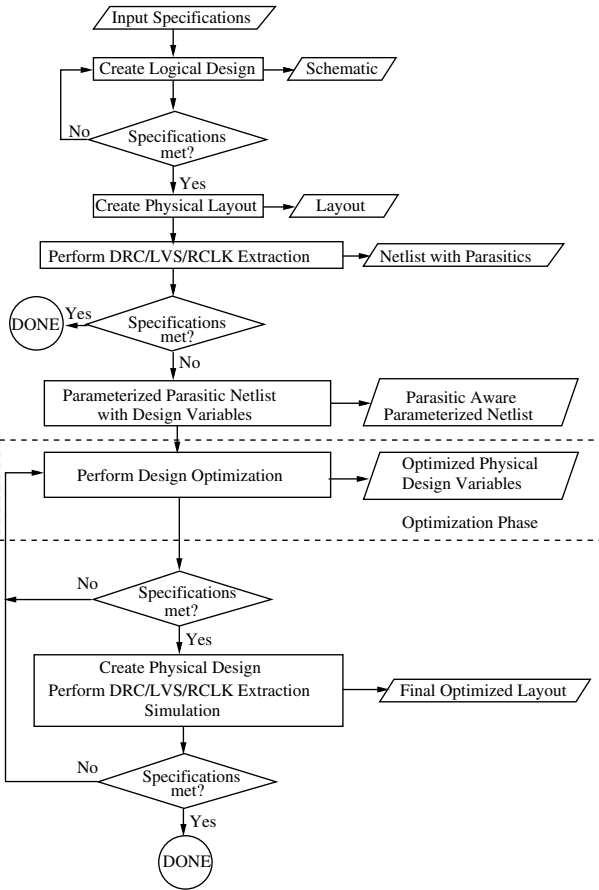 Input Specifications
Create Logical Design
Schematic
No
Specifications
met?
Yes
Create Physical Layout
Layout
Perform DRC/LVS/RCLK Extraction
Netlist with Parasitics
DONE
Yes
Specifications
met?
No
Parameterized Parasitic Netlist
with Design Variables
Parasitic Aware
Parameterized Netlist
Perform Design Optimization
Optimized Physical
Design Variables
Optimization Phase
No
Specifications
met?
Yes
Create Physical Design
Perform DRC/LVS/RCLK Extraction
Simulation
Final Optimized Layout
No
Specifications
met?
Yes
DONE